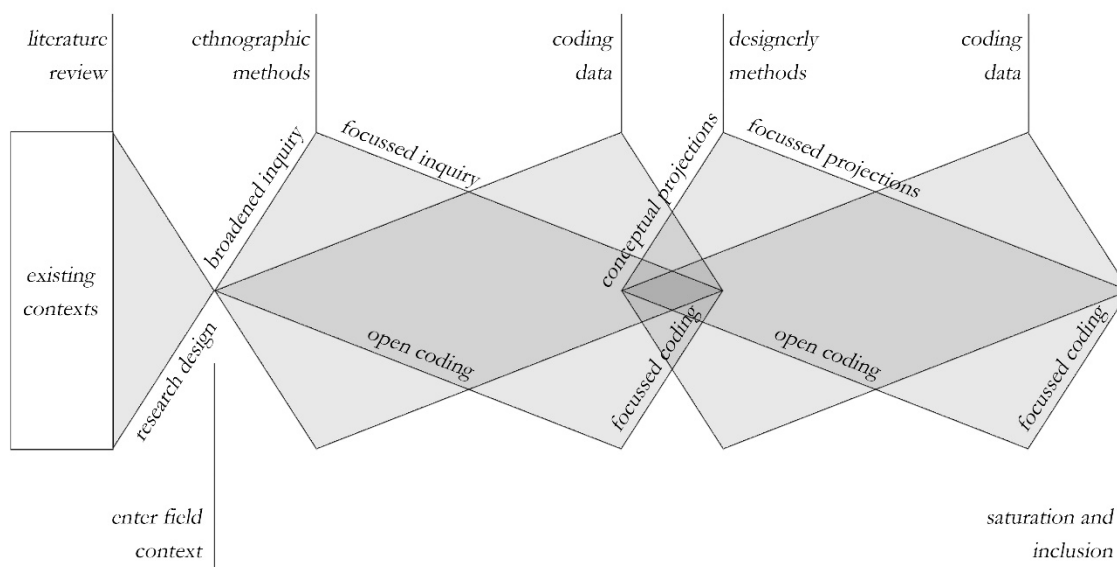 literature
review
ethnographic
methods
coding
data
designerly
methods
coding
data
broadened inquiry
focussed inquiry
conceptual projections
focussed projections
existing
contexts
research design
open coding
focussed coding
open coding
focussed coding
enter field
context
saturation and
inclusion